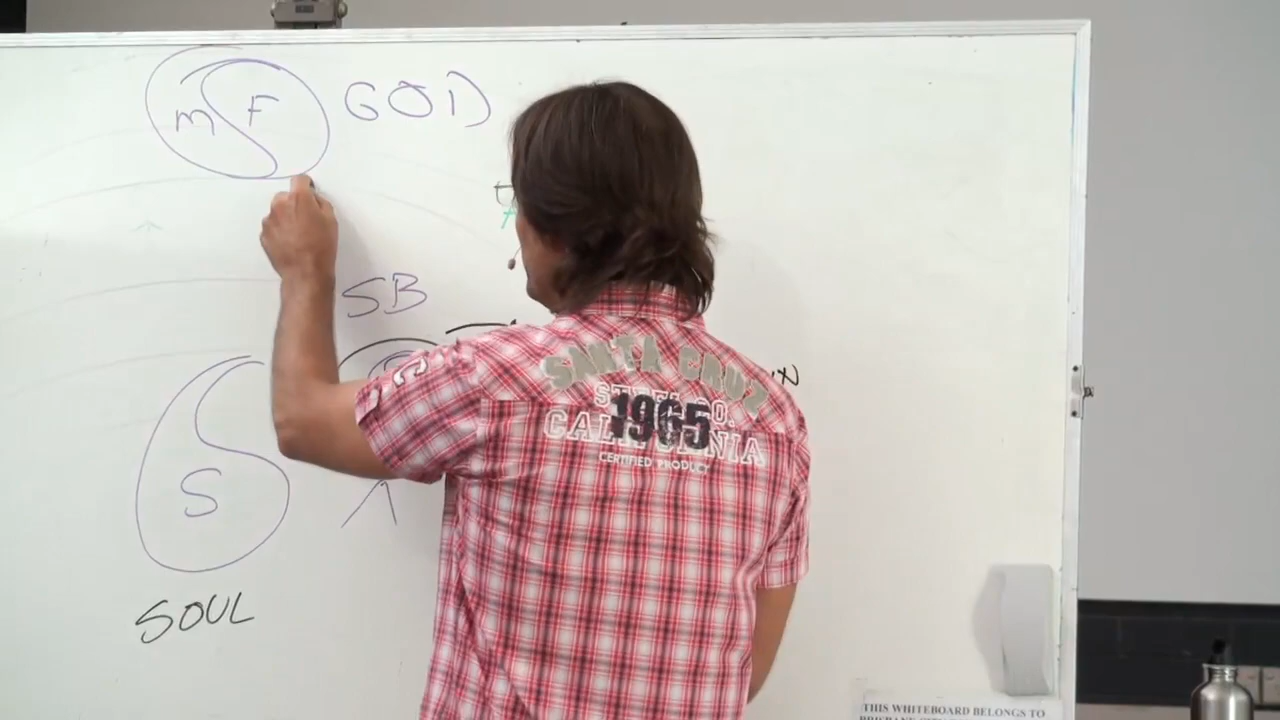 M F GOD
SB
S
SOUL
SANTA CRUZ
1965
CALIFORNIA
CERTIFIED PRODUCT
THIS WHITEBOARD BELONGS TO